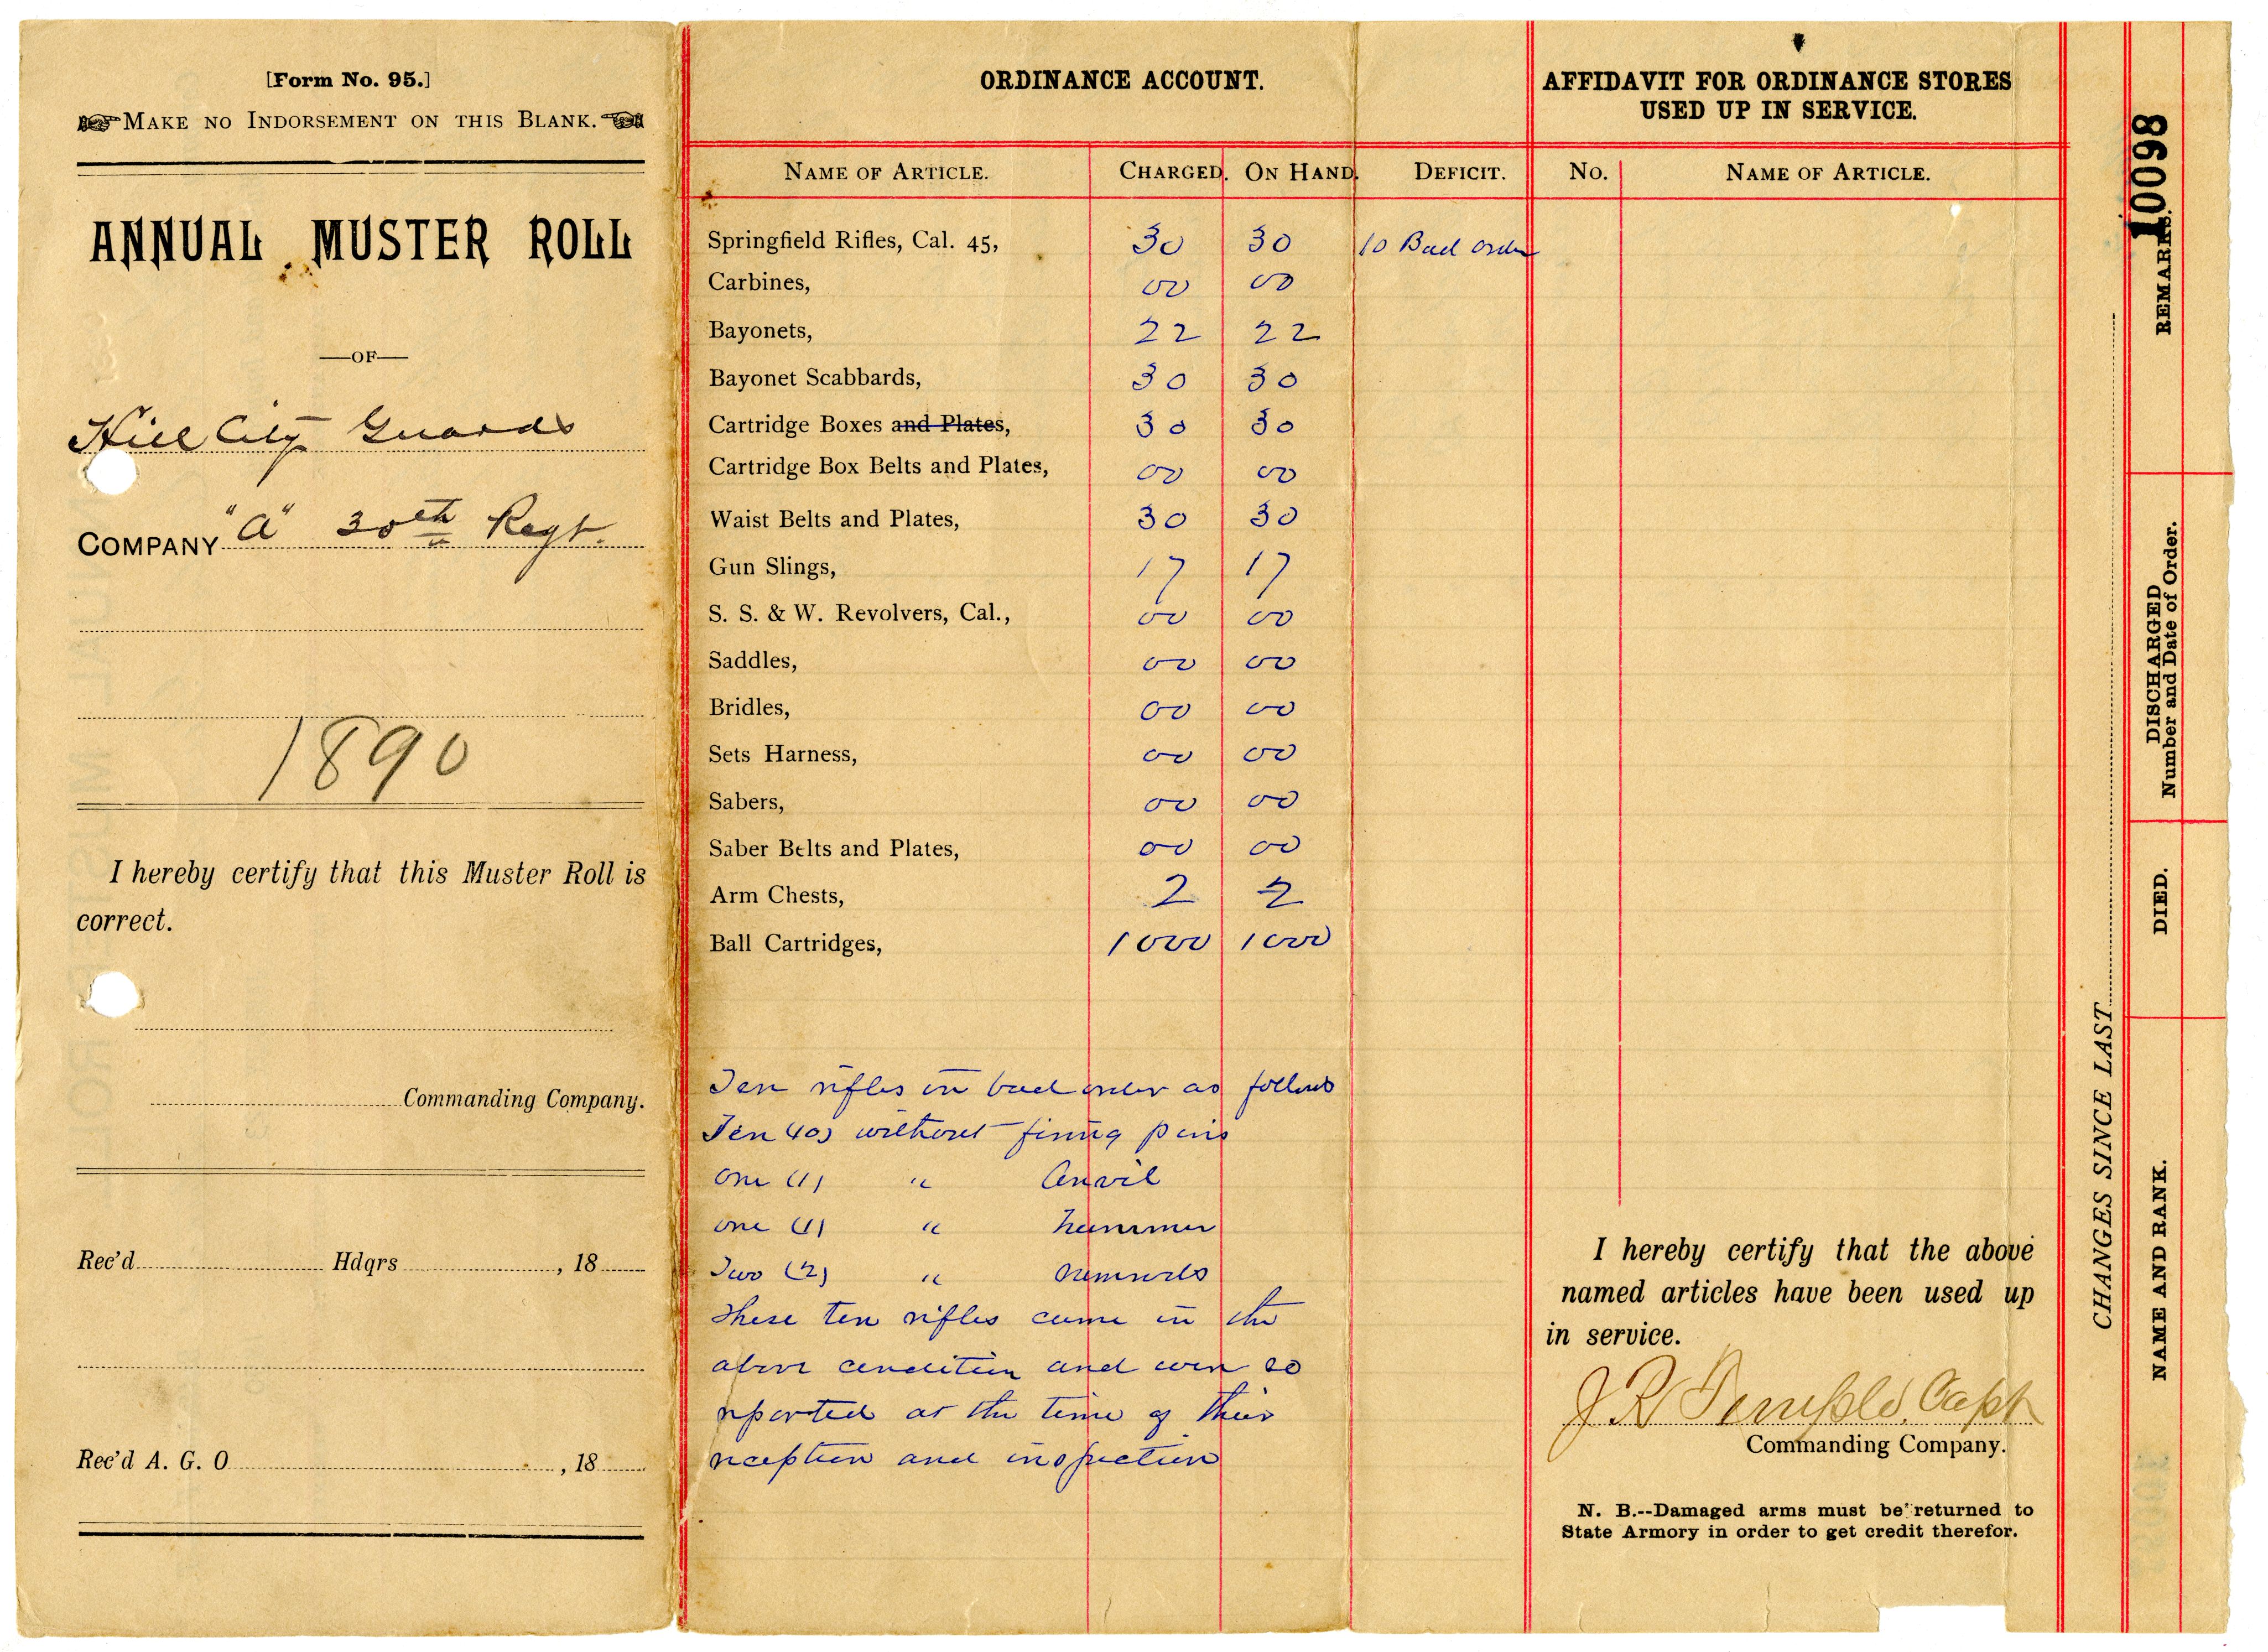 [Form No. 95.]
MAKE NO INDORSEMENT ON THIS BLANK.
ANNUAL MUSTER ROLL
—OF—
Hill City Guards
COMPANY "A" 30th Regt.
1890
I hereby certify that this Muster Roll is
correct.
Commanding Company.
Rec'd Hdqrs , 18
Rec'd A. G. O , 18
ORDINANCE ACCOUNT.
NAME OF ARTICLE. CHARGED. ON HAND. DEFICIT.
Springfield Rifles, Cal. 45, 30 30 10 Bad order
Carbines, 00 00
Bayonets, 22 22
Bayonet Scabbards, 30 30
Cartridge Boxes and Plates, 30 30
Cartridge Box Belts and Plates, 00 00
Waist Belts and Plates, 30 30
Gun Slings, 17 17
S. S. & W. Revolvers, Cal., 00 00
Saddles, 00 00
Bridles, 00 00
Sets Harness, 00 00
Sabers, 00 00
Saber Belts and Plates, 00 00
Arm Chests, 2 2
Ball Cartridges, 1000 1000
Ten rifles in bad order as follows
Ten (10) without firing pins
one (1) " Anvil
one (1) " hammer
Two (2) " ramrods
These ten rifles came in the
above condition and were so
reported at the time of their
reception and inspection
AFFIDAVIT FOR ORDINANCE STORES
USED UP IN SERVICE.
NO. NAME OF ARTICLE.
I hereby certify that the above
named articles have been used up
in service.
J R Temple, Capt
Commanding Company.
N. B.--Damaged arms must be returned to
State Armory in order to get credit therefor.
CHANGES SINCE LAST
NAME AND RANK.
DIED.
DISCHARGED
Number and Date of Order.
REMARKS.
10098